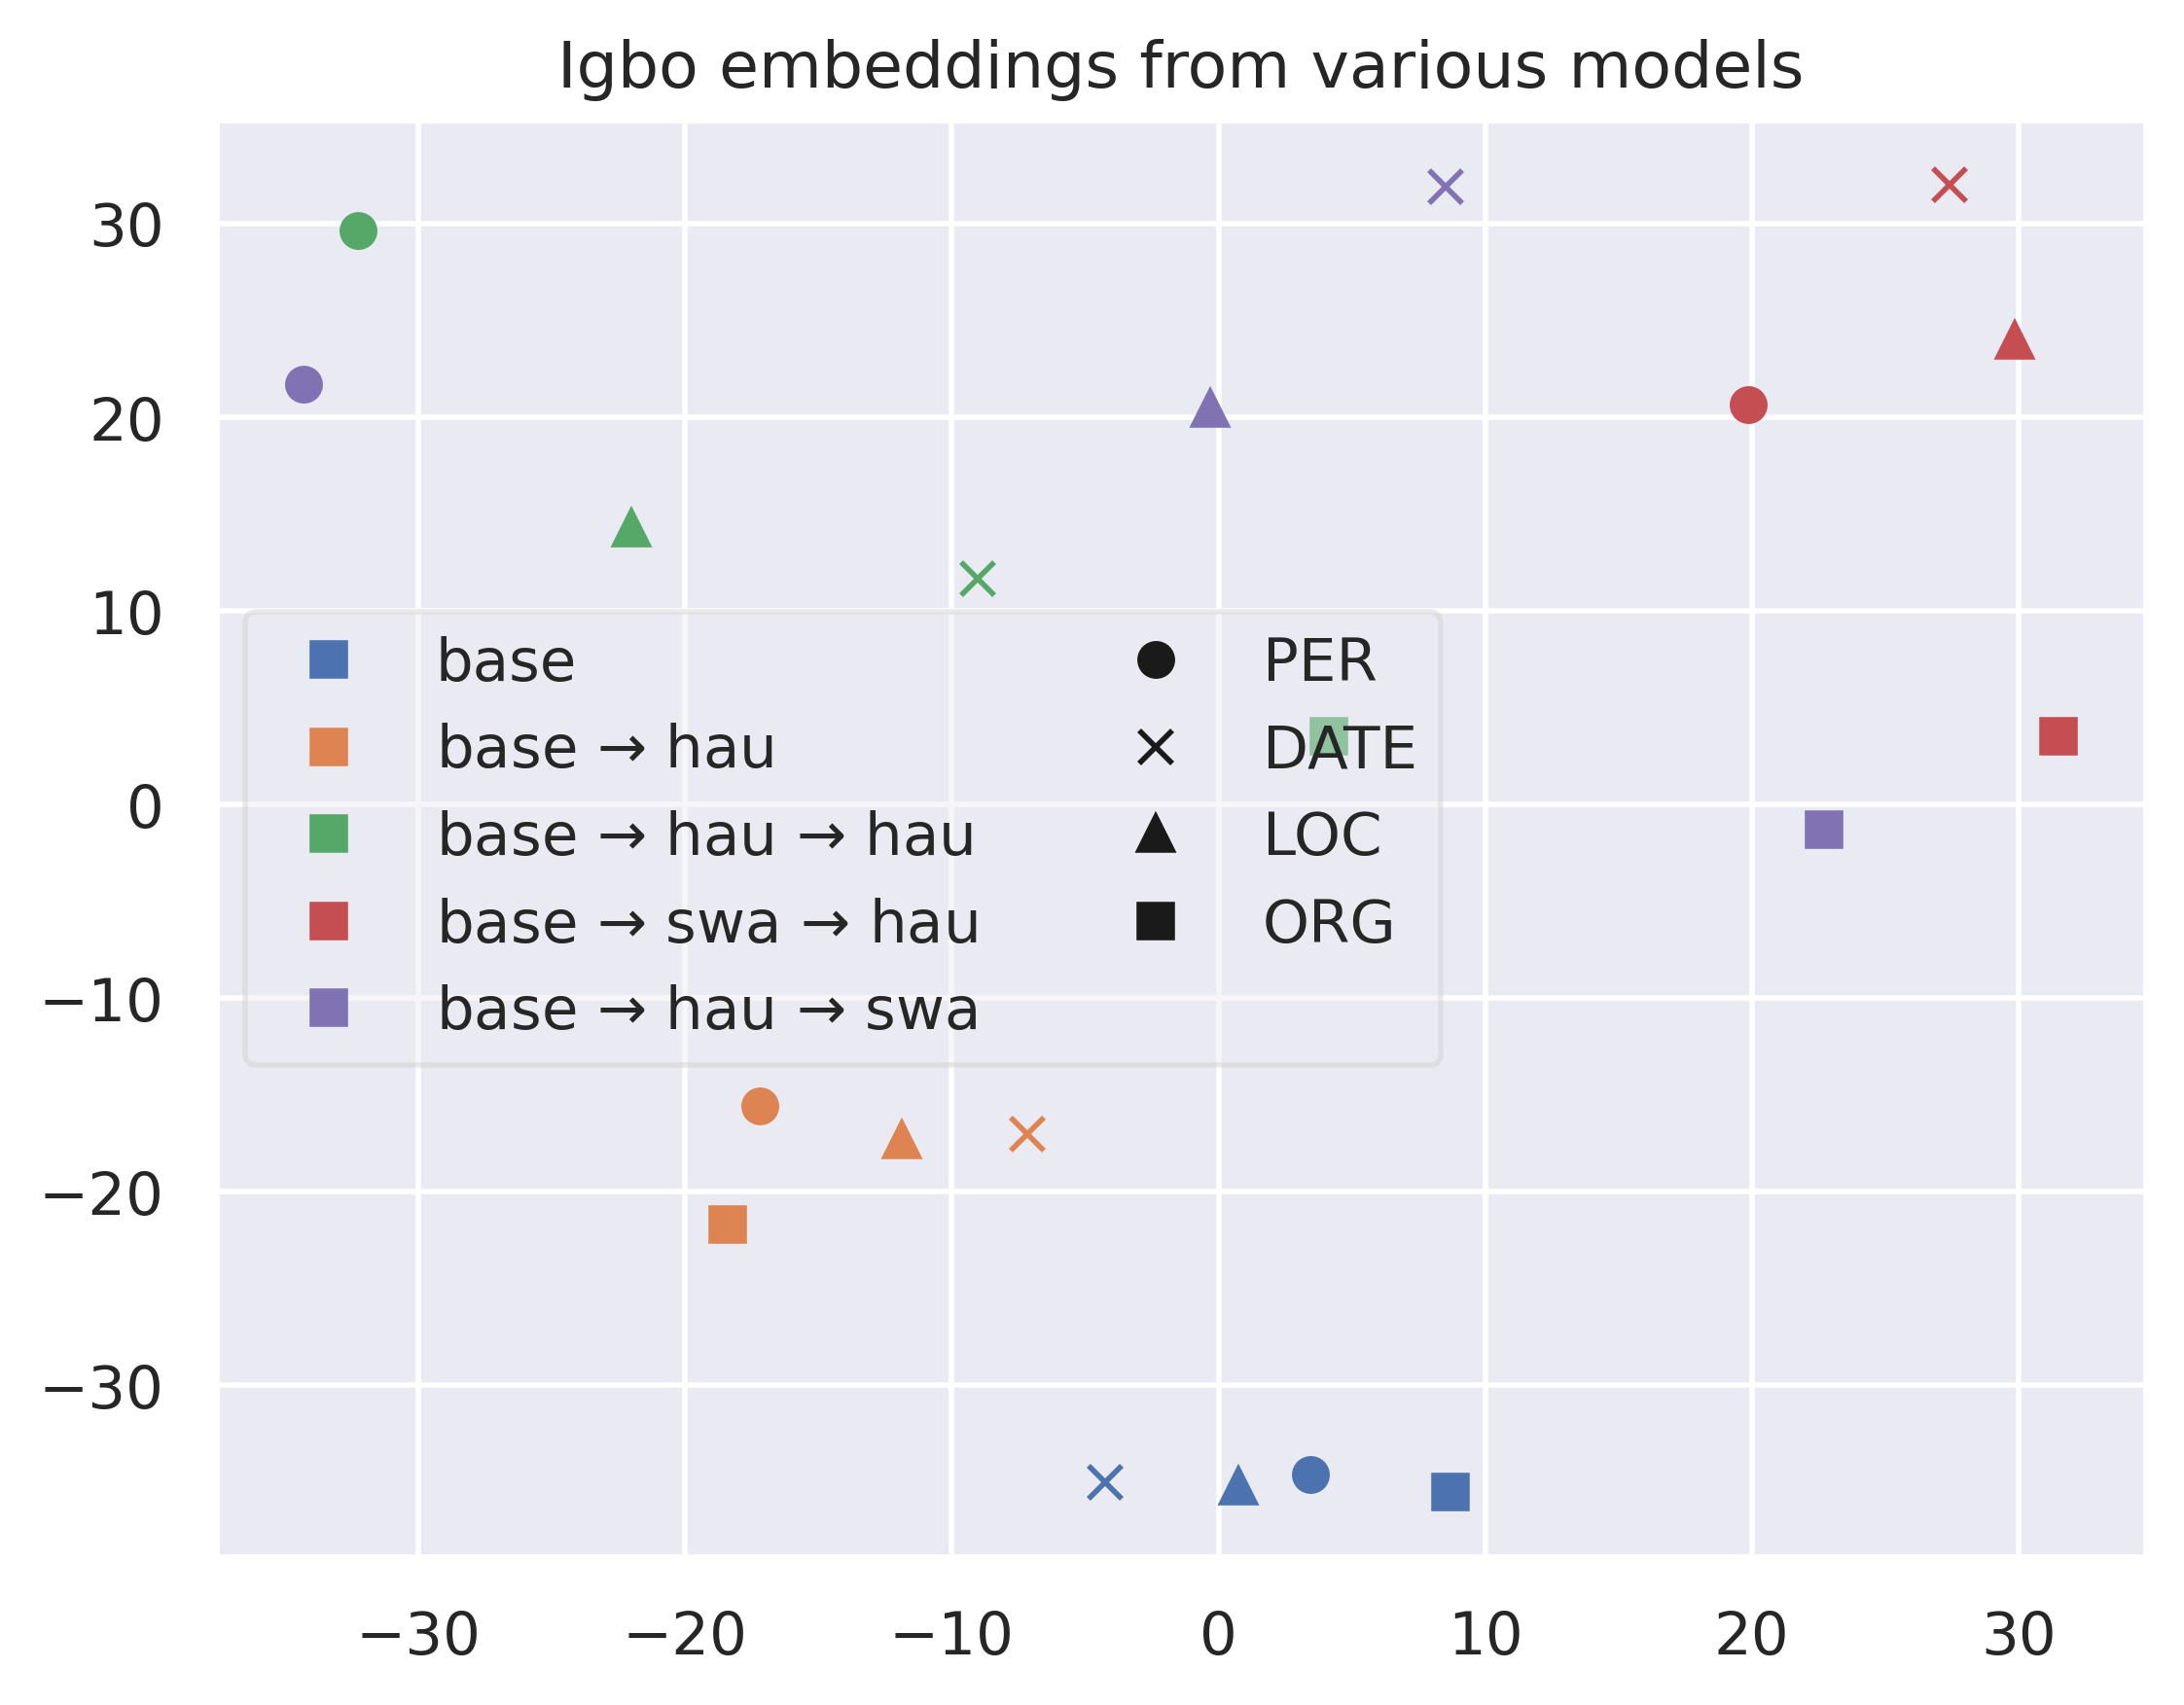 Igbo embeddings from various models
30
20
10
0
−10
−20
−30
base
base → hau
base → hau → hau
base → swa → hau
base → hau → swa
PER
DATE
LOC
ORG
−30 −20 −10 0 10 20 30